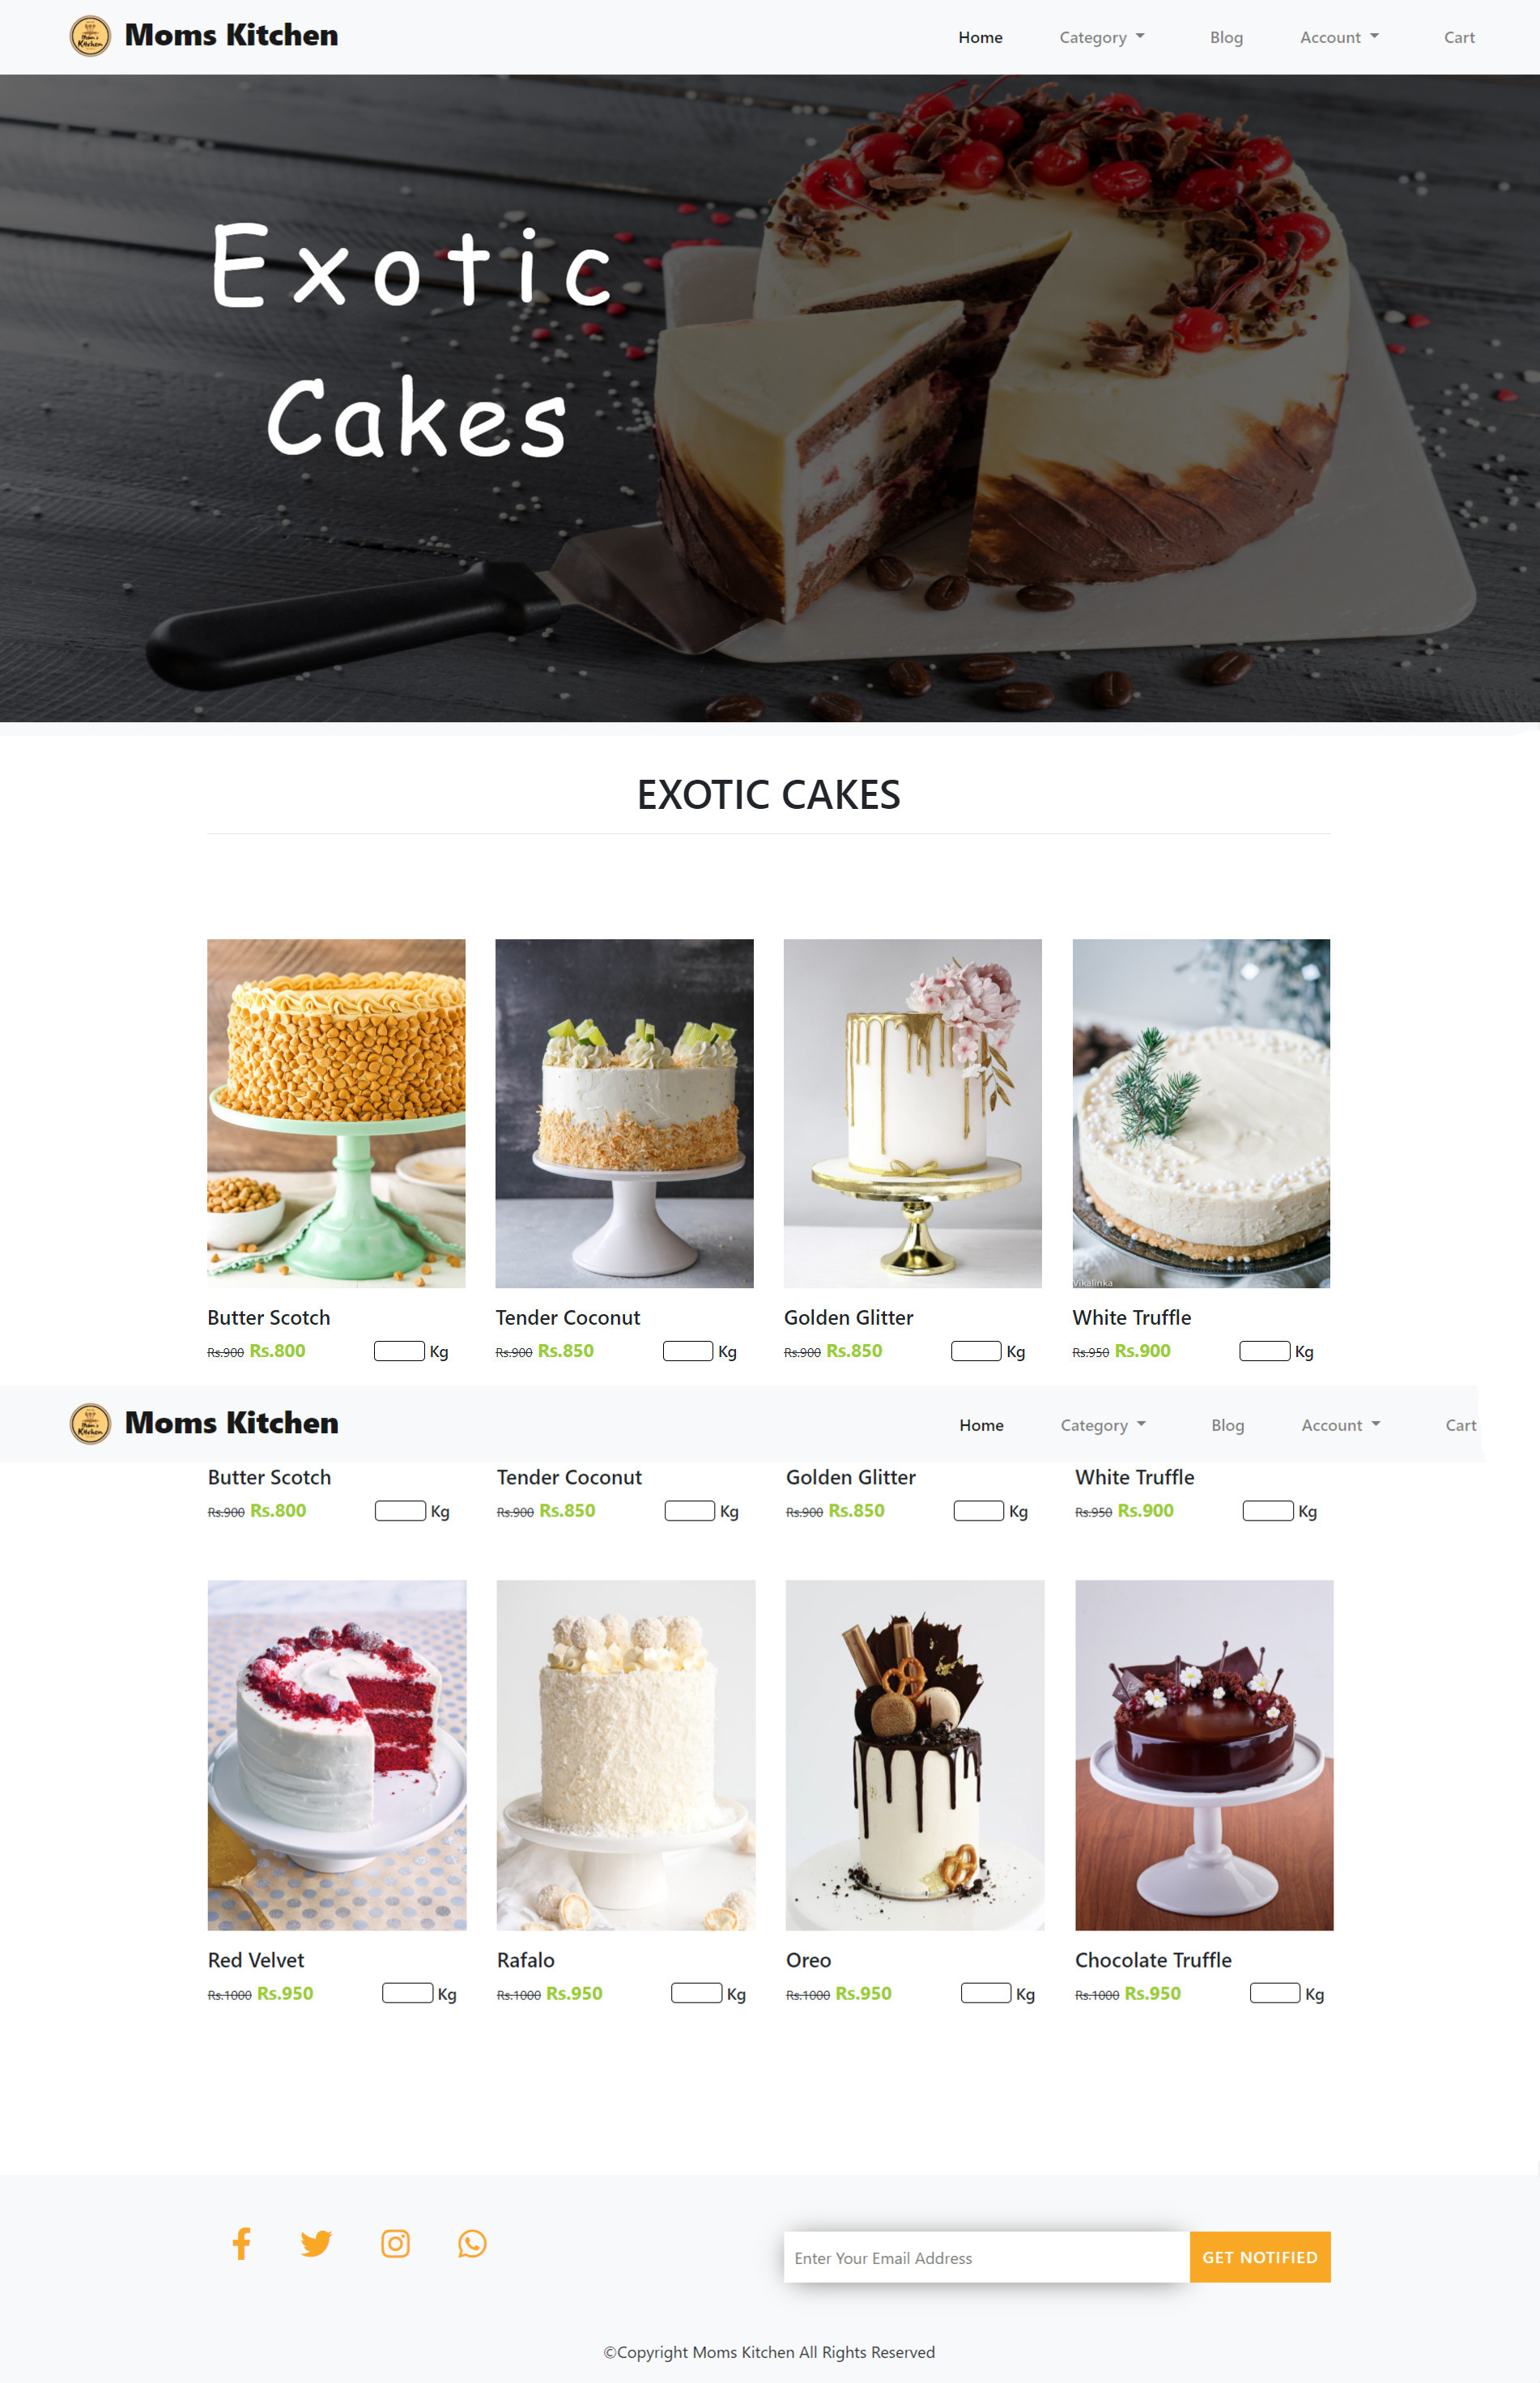 Mom's Kitchen
Moms Kitchen
Home
Category
Blog
Account
Cart
Exotic
Cakes
EXOTIC CAKES
Vikalinka
Butter Scotch
Tender Coconut
Golden Glitter
White Truffle
Rs.900 Rs.800 Kg
Rs.900 Rs.850 Kg
Rs.900 Rs.850 Kg
Rs.950 Rs.900 Kg
Mom's Kitchen
Moms Kitchen
Home
Category
Blog
Account
Cart
Butter Scotch
Tender Coconut
Golden Glitter
White Truffle
Rs.900 Rs.800 Kg
Rs.900 Rs.850 Kg
Rs.900 Rs.850 Kg
Rs.950 Rs.900 Kg
Red Velvet
Rafalo
Oreo
Chocolate Truffle
Rs.1000 Rs.950 Kg
Rs.1000 Rs.950 Kg
Rs.1000 Rs.950 Kg
Rs.1000 Rs.950 Kg
Enter Your Email Address
GET NOTIFIED
©Copyright Moms Kitchen All Rights Reserved